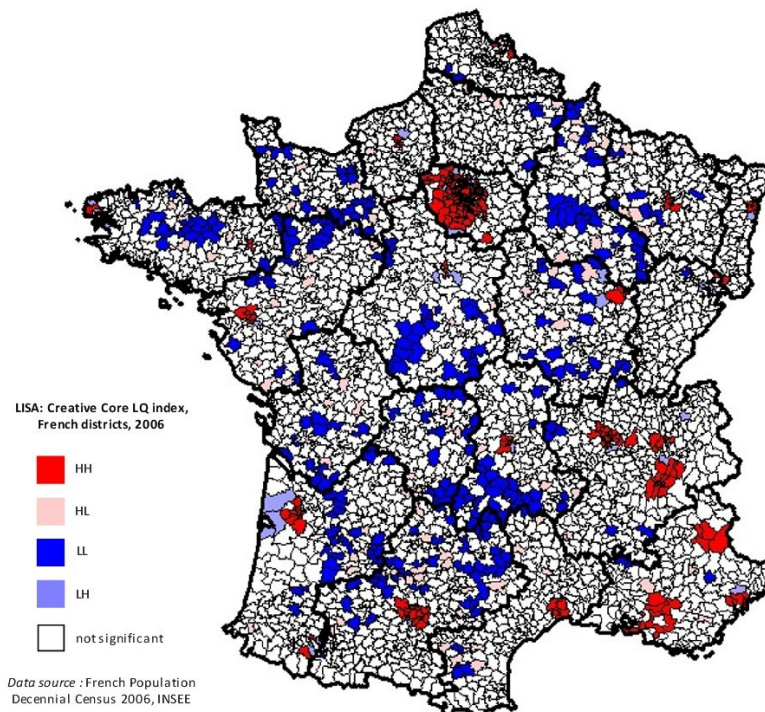 LISA: Creative Core LQ index,
French districts, 2006
HH
HL
LL
LH
not significant
Data source : French Population
Decennial Census 2006, INSEE